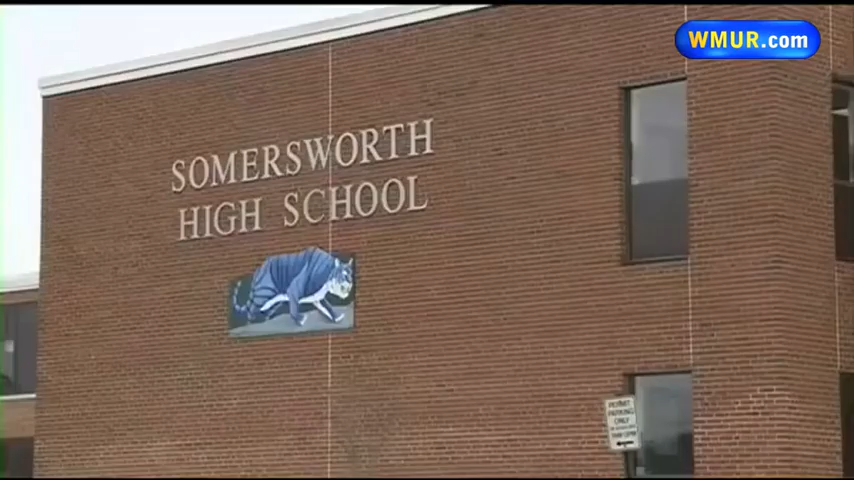 WMUR.com
SOMERSWORTH
HIGH SCHOOL
PERMIT
PARKING
ONLY